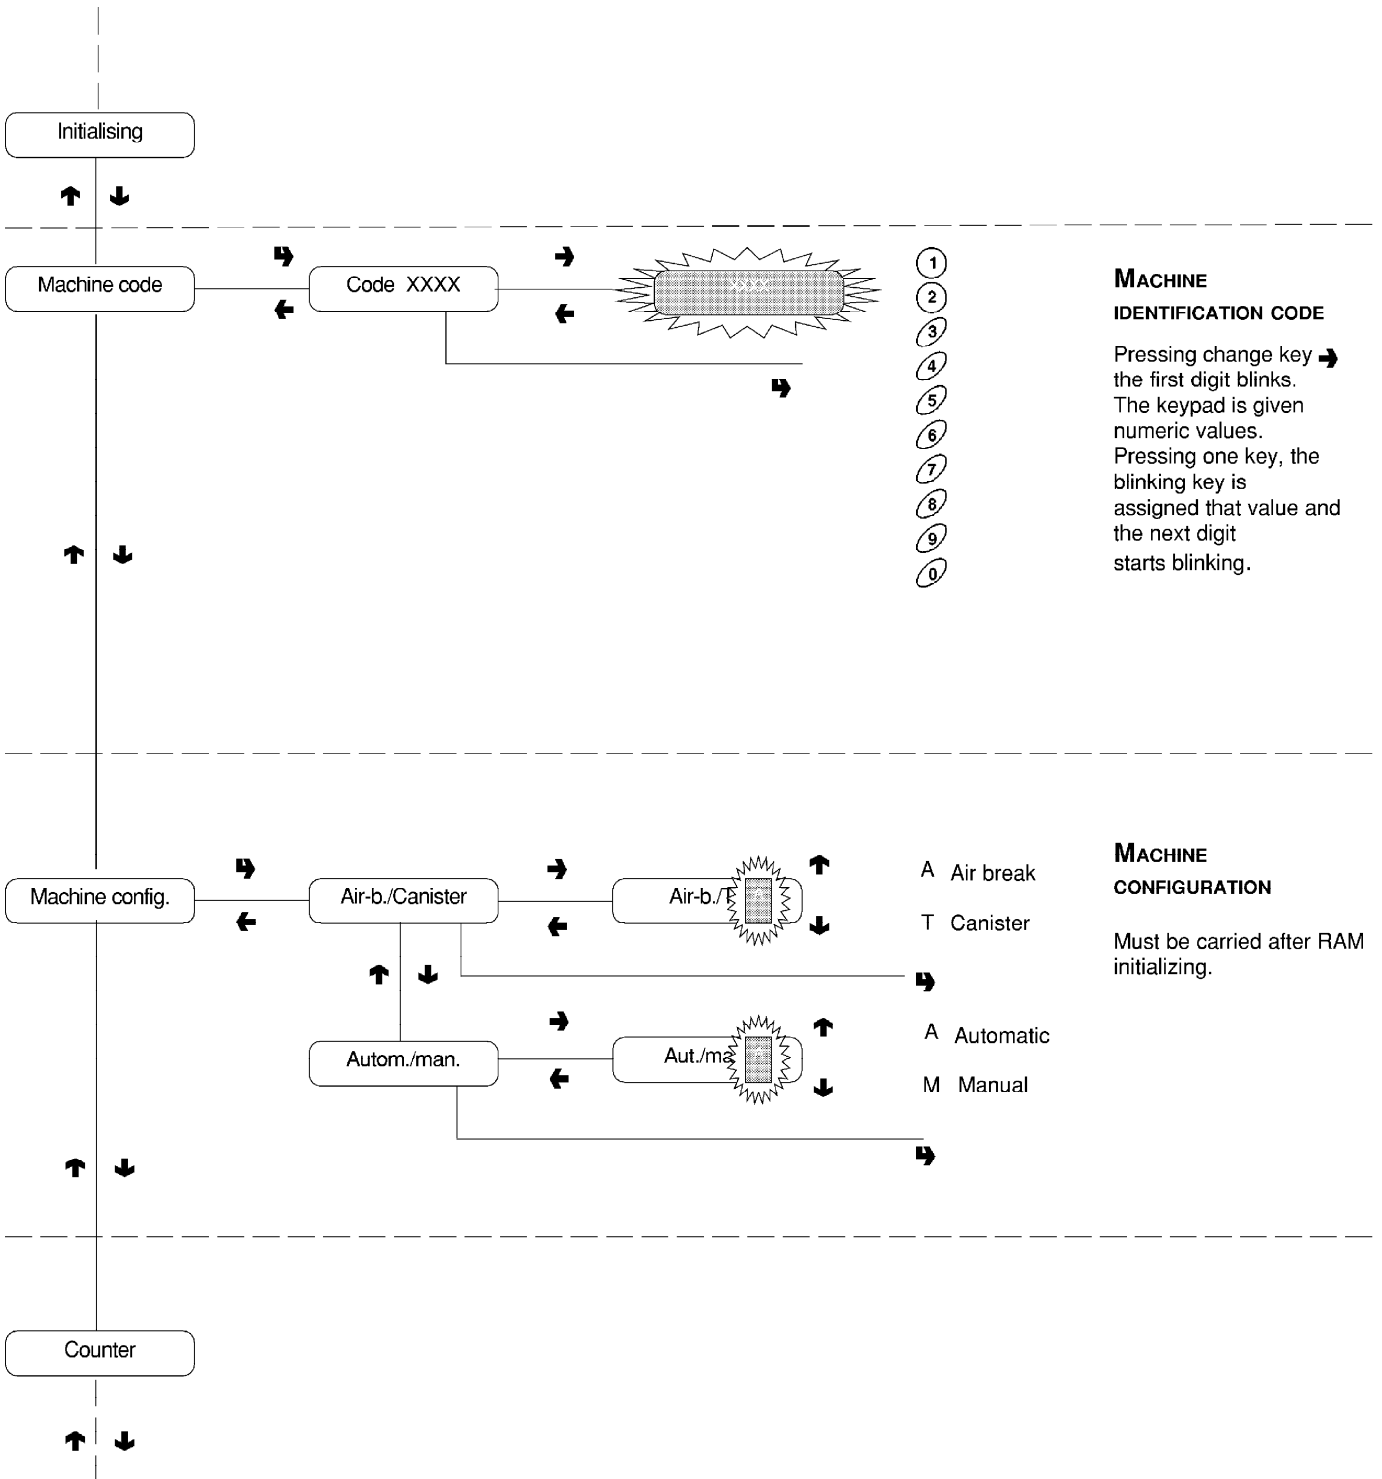 Initialising
Machine code
Code XXXX
XXXX
1
2
3
4
5
6
7
8
9
0
MACHINE
IDENTIFICATION CODE
Pressing change key
the first digit blinks.
The keypad is given
numeric values.
Pressing one key, the
blinking key is
assigned that value and
the next digit
starts blinking.
Machine config.
Air-b./Canister
Air-b./T
A Air break
T Canister
MACHINE
CONFIGURATION
Must be carried after RAM
initializing.
Autom./man.
Aut./ma
A Automatic
M Manual
Counter